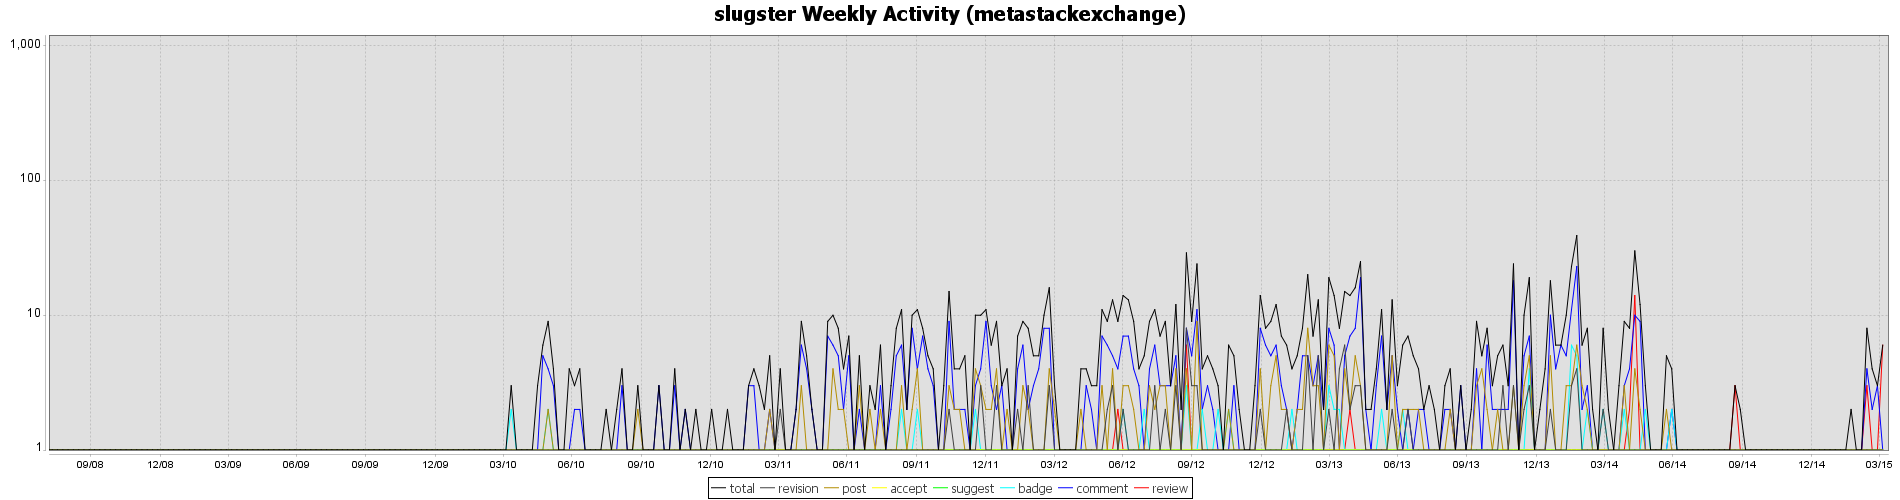 slugster Weekly Activity (metastackexchange)
1,000
100
10
1
09/08 12/08 03/09 06/09 09/09 12/09 03/10 06/10 09/10 12/10 03/11 06/11 09/11 12/11 03/12 06/12 09/12 12/12 03/13 06/13 09/13 12/13 03/14 06/14 09/14 12/14 03/15
total revision post accept suggest badge comment review